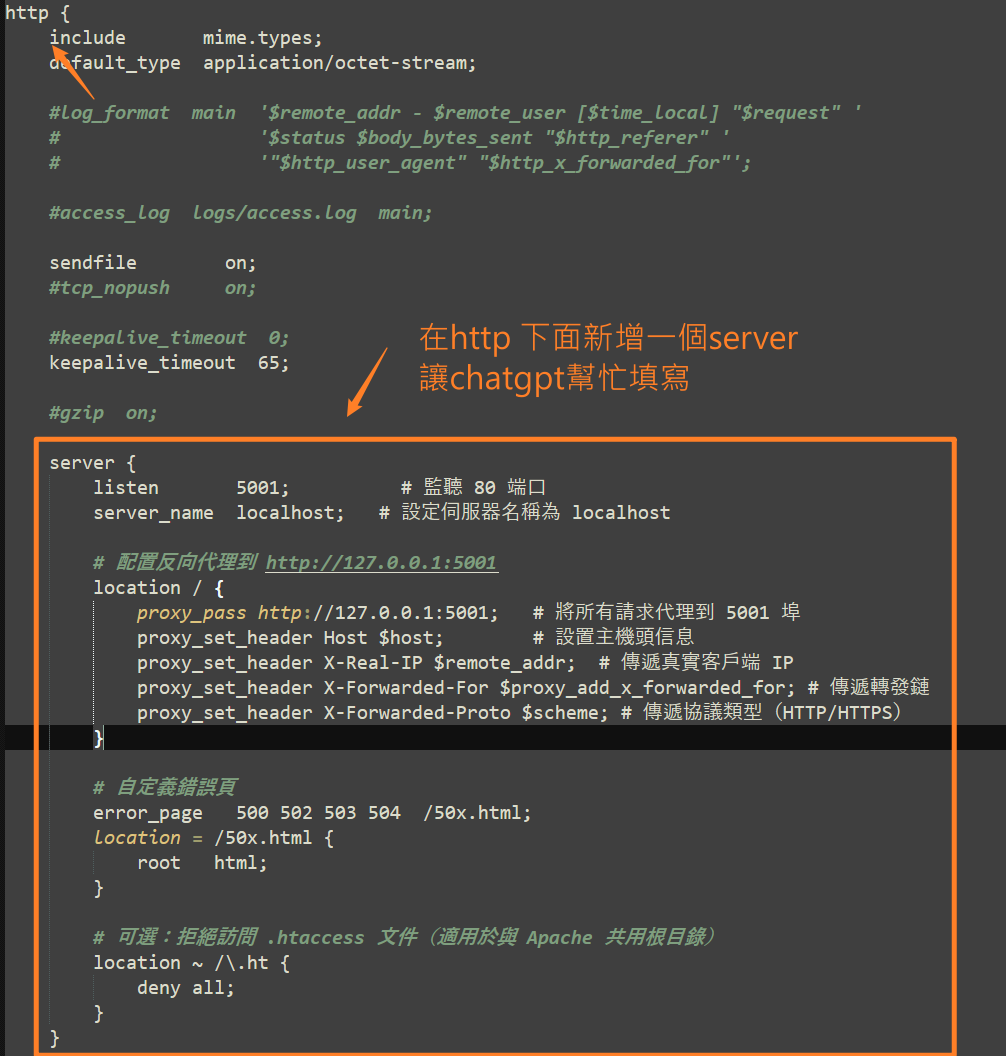 http {
    include       mime.types;
    default_type  application/octet-stream;

    #log_format  main  '$remote_addr - $remote_user [$time_local] "$request" '
    #                  '$status $body_bytes_sent "$http_referer" '
    #                  '"$http_user_agent" "$http_x_forwarded_for"';

    #access_log  logs/access.log  main;

    sendfile        on;
    #tcp_nopush     on;

    #keepalive_timeout  0;
    keepalive_timeout  65;

    #gzip  on;

在http 下面新增一個server
讓chatgpt幫忙填寫

    server {
        listen       5001;          # 監聽 80 端口
        server_name  localhost;   # 設定伺服器名稱為 localhost

        # 配置反向代理到 http://127.0.0.1:5001
        location / {
            proxy_pass http://127.0.0.1:5001;   # 將所有請求代理到 5001 埠
            proxy_set_header Host $host;        # 設置主機頭信息
            proxy_set_header X-Real-IP $remote_addr;  # 傳遞真實客戶端 IP
            proxy_set_header X-Forwarded-For $proxy_add_x_forwarded_for; # 傳遞轉發鏈
            proxy_set_header X-Forwarded-Proto $scheme; # 傳遞協議類型（HTTP/HTTPS）
        }

        # 自定義錯誤頁
        error_page   500 502 503 504  /50x.html;
        location = /50x.html {
            root   html;
        }

        # 可選：拒絕訪問 .htaccess 文件（適用於與 Apache 共用根目錄）
        location ~ /\.ht {
            deny all;
        }
    }